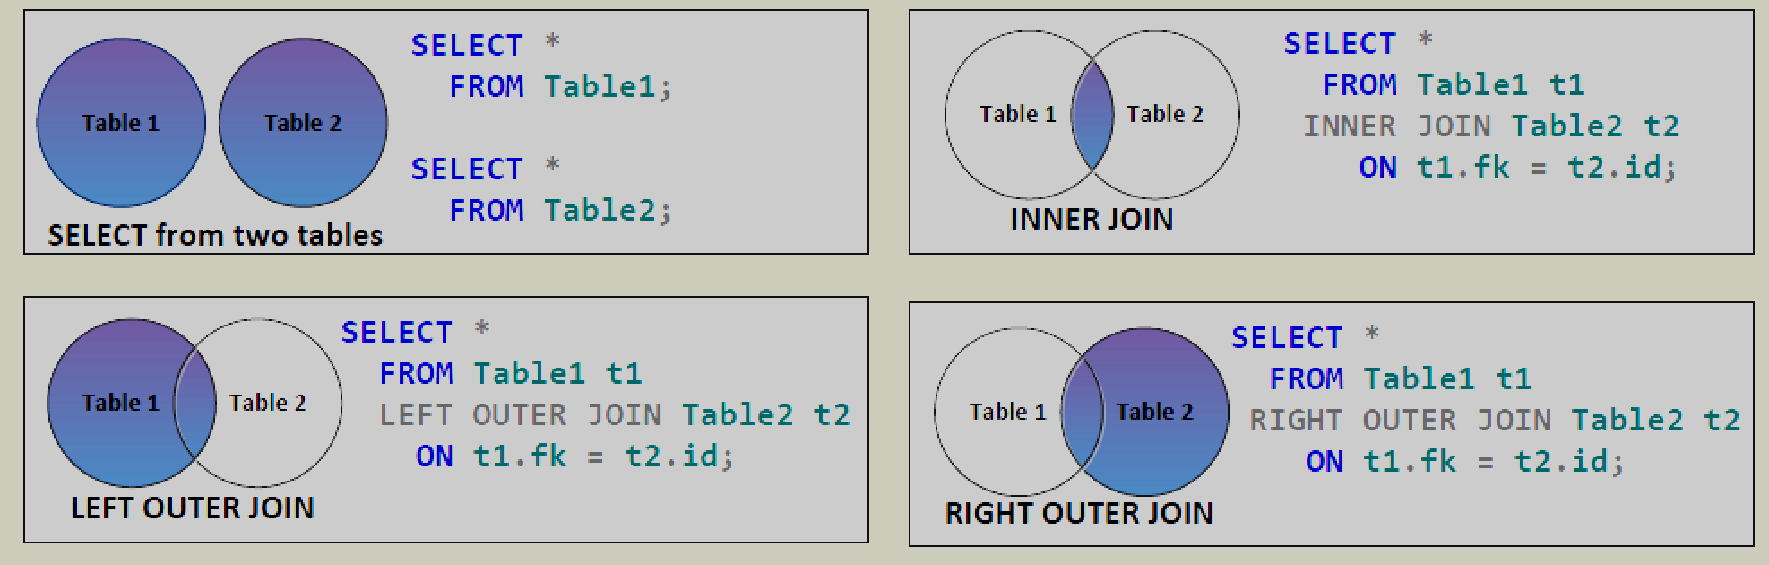 Table 1
Table 2
SELECT *
FROM Table1;
SELECT *
FROM Table2;
SELECT from two tables
Table 1
Table 2
SELECT *
FROM Table1 t1
INNER JOIN Table2 t2
ON t1.fk = t2.id;
INNER JOIN
Table 1
Table 2
SELECT *
FROM Table1 t1
LEFT OUTER JOIN Table2 t2
ON t1.fk = t2.id;
LEFT OUTER JOIN
Table 1
Table 2
SELECT *
FROM Table1 t1
RIGHT OUTER JOIN Table2 t2
ON t1.fk = t2.id;
RIGHT OUTER JOIN